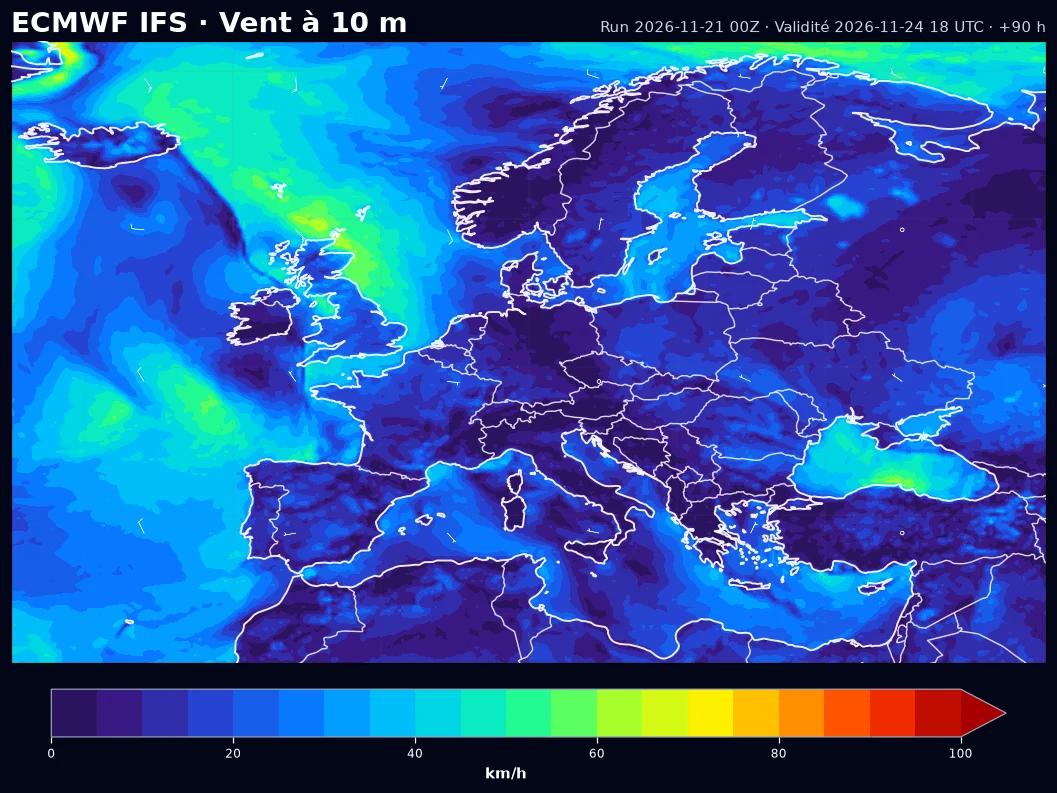 ECMWF IFS · Vent à 10 m
Run 2026-11-21 00Z · Validité 2026-11-24 18 UTC · +90 h
0 20 40 60 80 100
km/h